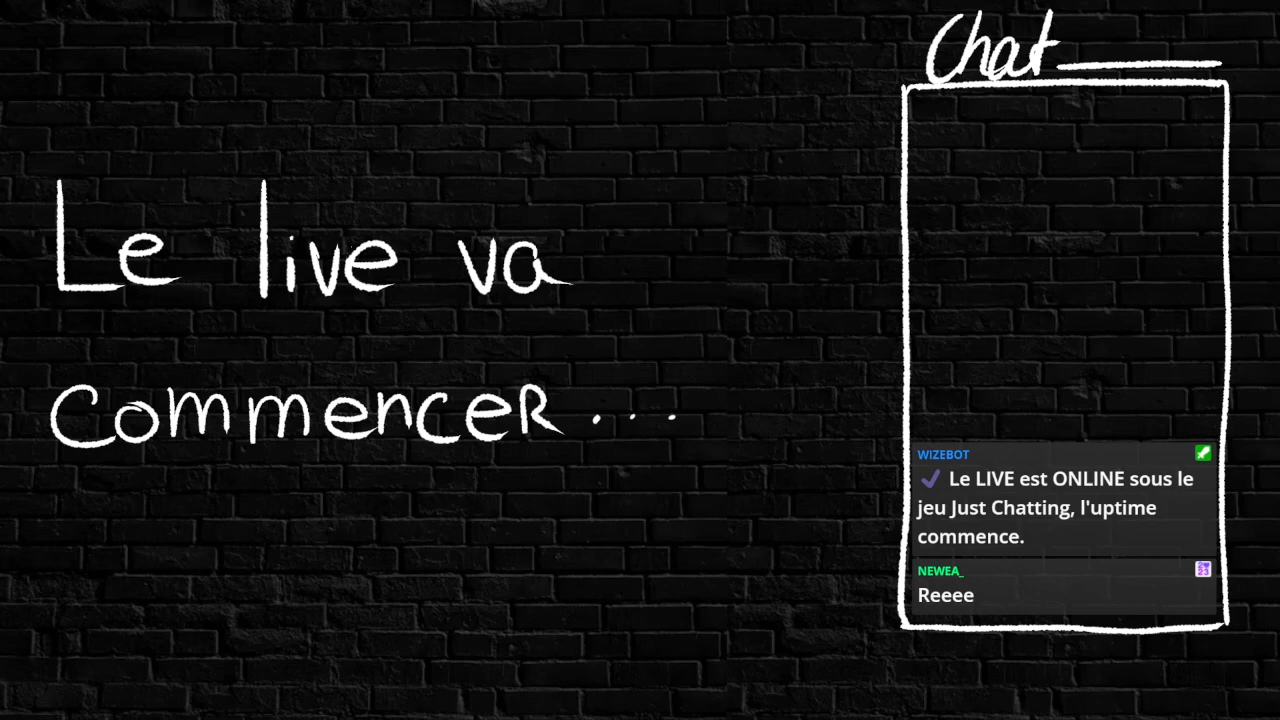 Le live va
CommenceR...
Chat
WIZEBOT
Le LIVE est ONLINE sous le
jeu Just Chatting, l'uptime
commence.
NEWEA_
Reeee